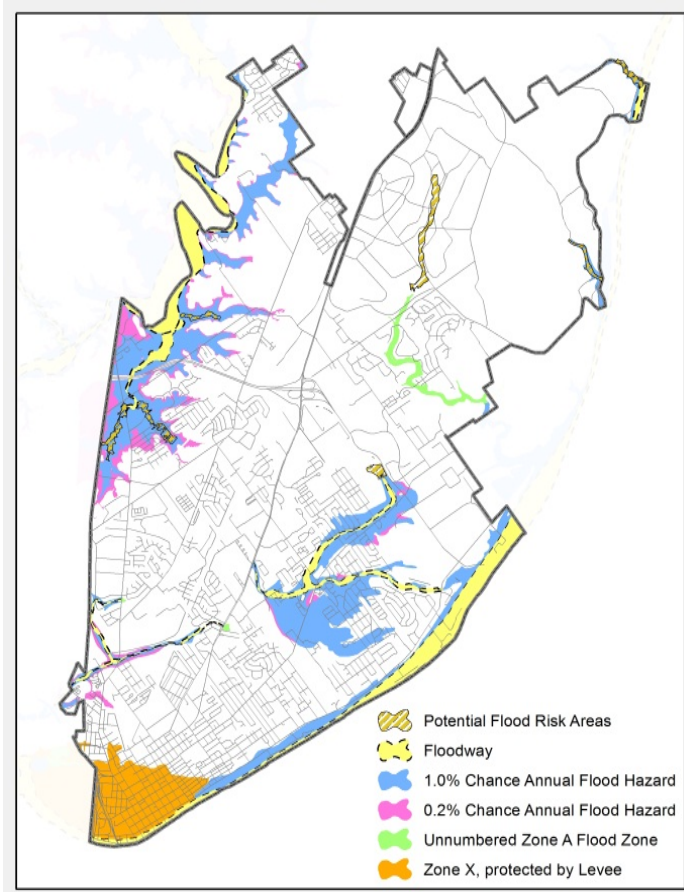 Potential Flood Risk Areas
Floodway
1.0% Chance Annual Flood Hazard
0.2% Chance Annual Flood Hazard
Unnumbered Zone A Flood Zone
Zone X, protected by Levee